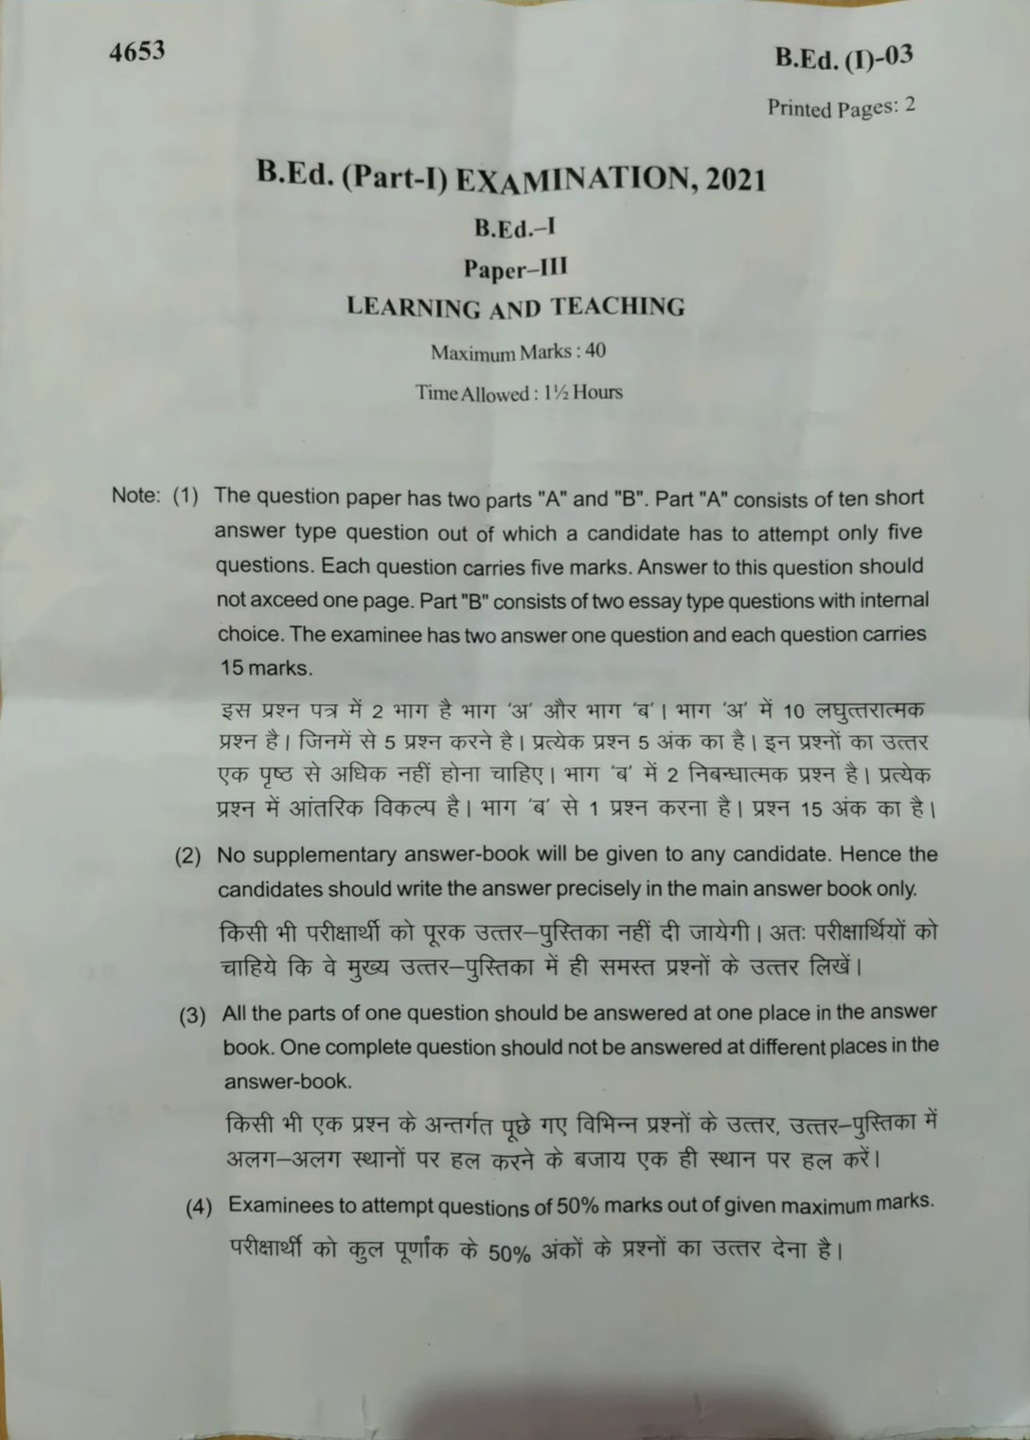 4653
B.Ed. (I)-03
Printed Pages: 2
B.Ed. (Part-I) EXAMINATION, 2021
B.Ed.–I
Paper–III
LEARNING AND TEACHING
Maximum Marks : 40
Time Allowed : 1½ Hours
Note: (1) The question paper has two parts "A" and "B". Part "A" consists of ten short
answer type question out of which a candidate has to attempt only five
questions. Each question carries five marks. Answer to this question should
not axceed one page. Part "B" consists of two essay type questions with internal
choice. The examinee has two answer one question and each question carries
15 marks.
इस प्रश्न पत्र में 2 भाग है भाग 'अ' और भाग 'ब'। भाग 'अ' में 10 लघुत्तरात्मक
प्रश्न है। जिनमें से 5 प्रश्न करने है। प्रत्येक प्रश्न 5 अंक का है। इन प्रश्नों का उत्तर
एक पृष्ठ से अधिक नहीं होना चाहिए। भाग 'ब' में 2 निबन्धात्मक प्रश्न है। प्रत्येक
प्रश्न में आंतरिक विकल्प है। भाग 'ब' से 1 प्रश्न करना है। प्रश्न 15 अंक का है।
(2) No supplementary answer-book will be given to any candidate. Hence the
candidates should write the answer precisely in the main answer book only.
किसी भी परीक्षार्थी को पूरक उत्तर–पुस्तिका नहीं दी जायेगी। अतः परीक्षार्थियों को
चाहिये कि वे मुख्य उत्तर–पुस्तिका में ही समस्त प्रश्नों के उत्तर लिखें।
(3) All the parts of one question should be answered at one place in the answer
book. One complete question should not be answered at different places in the
answer-book.
किसी भी एक प्रश्न के अन्तर्गत पूछे गए विभिन्न प्रश्नों के उत्तर, उत्तर–पुस्तिका में
अलग–अलग स्थानों पर हल करने के बजाय एक ही स्थान पर हल करें।
(4) Examinees to attempt questions of 50% marks out of given maximum marks.
परीक्षार्थी को कुल पूर्णांक के 50% अंकों के प्रश्नों का उत्तर देना है।